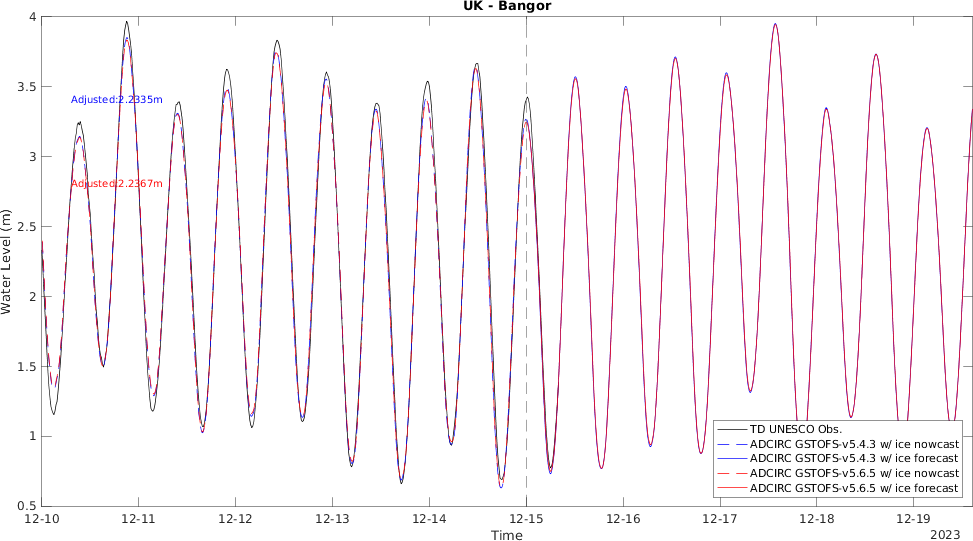 UK - Bangor
4
3.5
3
2.5
2
1.5
1
0.5
Water Level (m)
Adjusted:2.2335m
Adjusted:2.2367m
TD UNESCO Obs.
ADCIRC GSTOFS-v5.4.3 w/ ice nowcast
ADCIRC GSTOFS-v5.4.3 w/ ice forecast
ADCIRC GSTOFS-v5.6.5 w/ ice nowcast
ADCIRC GSTOFS-v5.6.5 w/ ice forecast
12-10 12-11 12-12 12-13 12-14 12-15 12-16 12-17 12-18 12-19
Time
2023